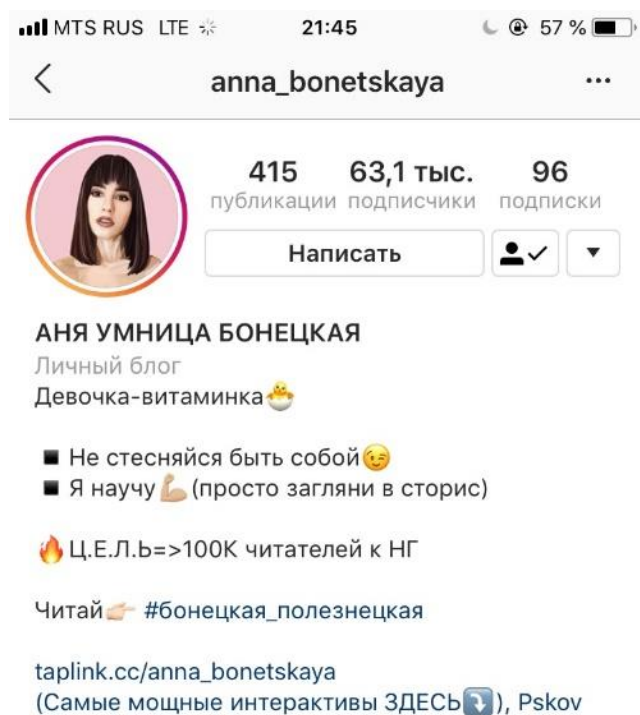 MTS RUS LTE 21:45 57 %
anna_bonetskaya
415 63,1 тыс. 96
публикации подписчики подписки
Написать
АНЯ УМНИЦА БОНЕЦКАЯ
Личный блог
Девочка-витаминка🐣
▪️ Не стесняйся быть собой😉
▪️ Я научу💪🏼(просто загляни в сторис)
🔥Ц.Е.Л.Ь=>100К читателей к НГ
Читай👉🏻 #бонецкая_полезнецкая
taplink.cc/anna_bonetskaya
(Самые мощные интерактивы ЗДЕСЬ⤵️), Pskov